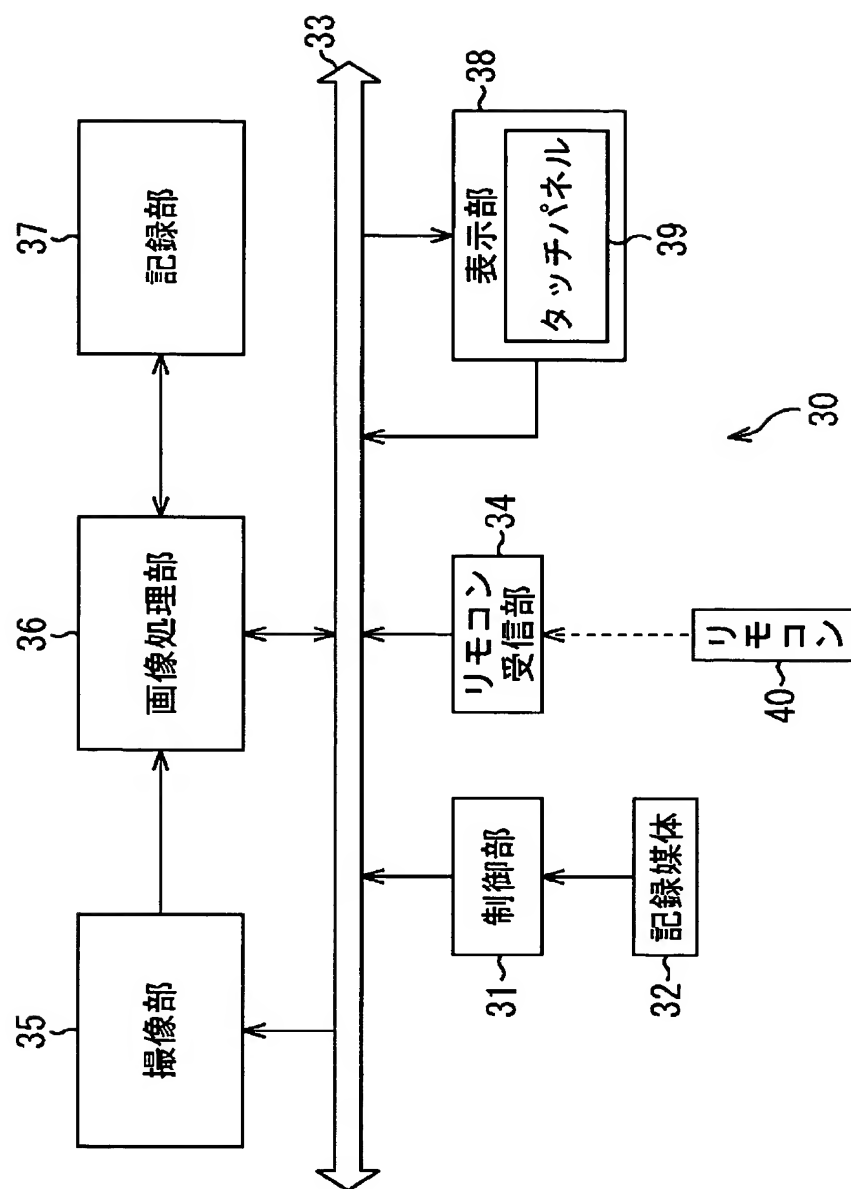 35
撮像部
36
画像処理部
37
記録部
33
31
制御部
32
記録媒体
34
リモコン
受信部
40
リモコン
38
表示部
タッチパネル
39
30